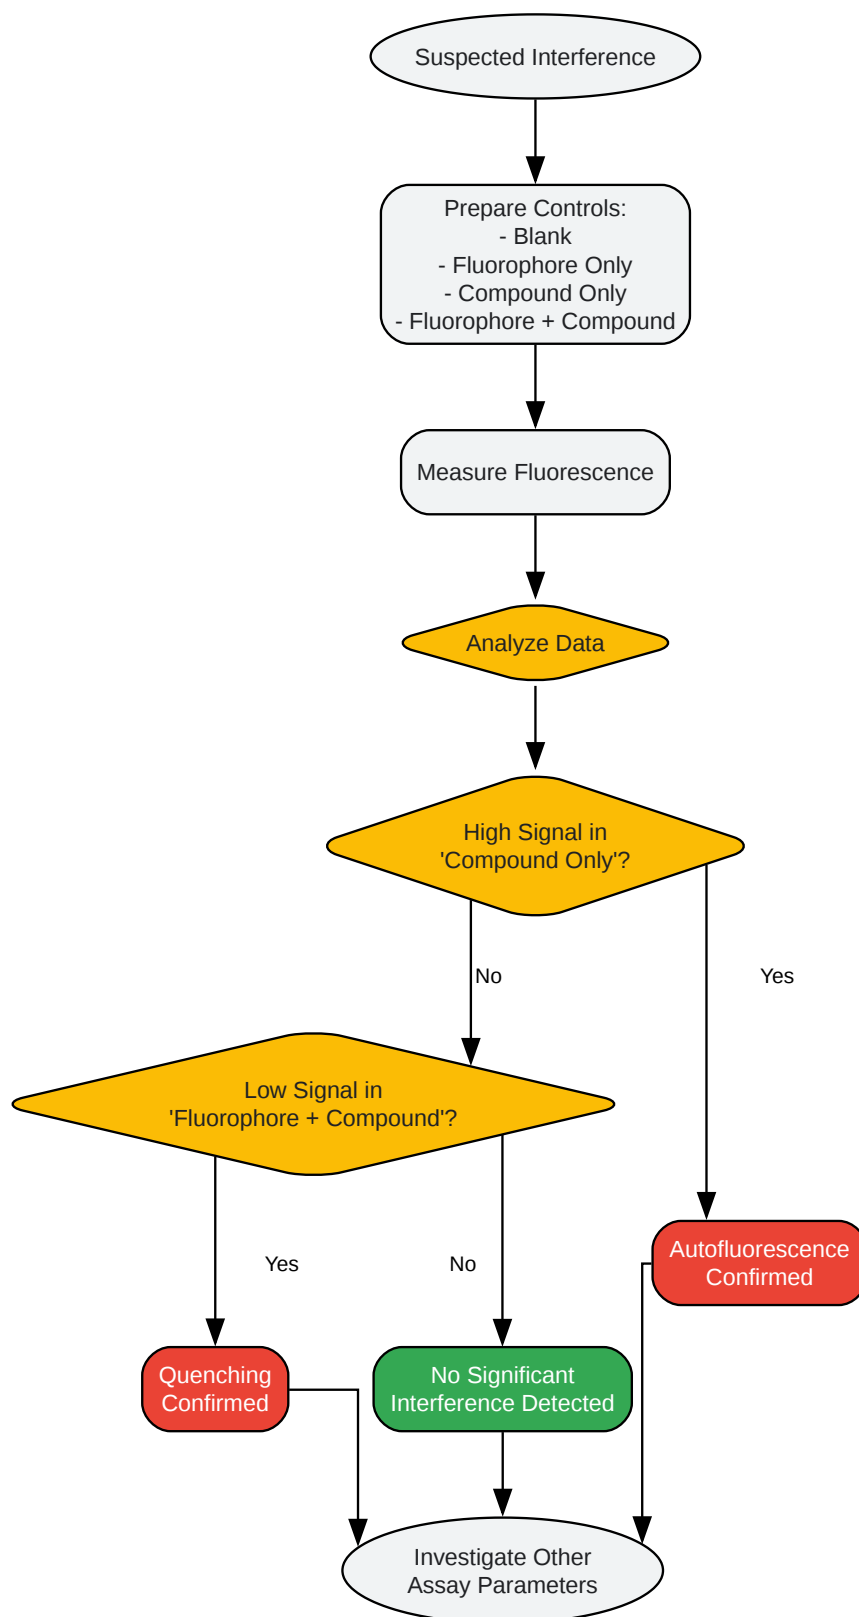 Suspected Interference
Prepare Controls:
- Blank
- Fluorophore Only
- Compound Only
- Fluorophore + Compound
Measure Fluorescence
Analyze Data
High Signal in
'Compound Only'?
No
Yes
Low Signal in
'Fluorophore + Compound'?
Yes
No
Autofluorescence
Confirmed
Quenching
Confirmed
No Significant
Interference Detected
Investigate Other
Assay Parameters